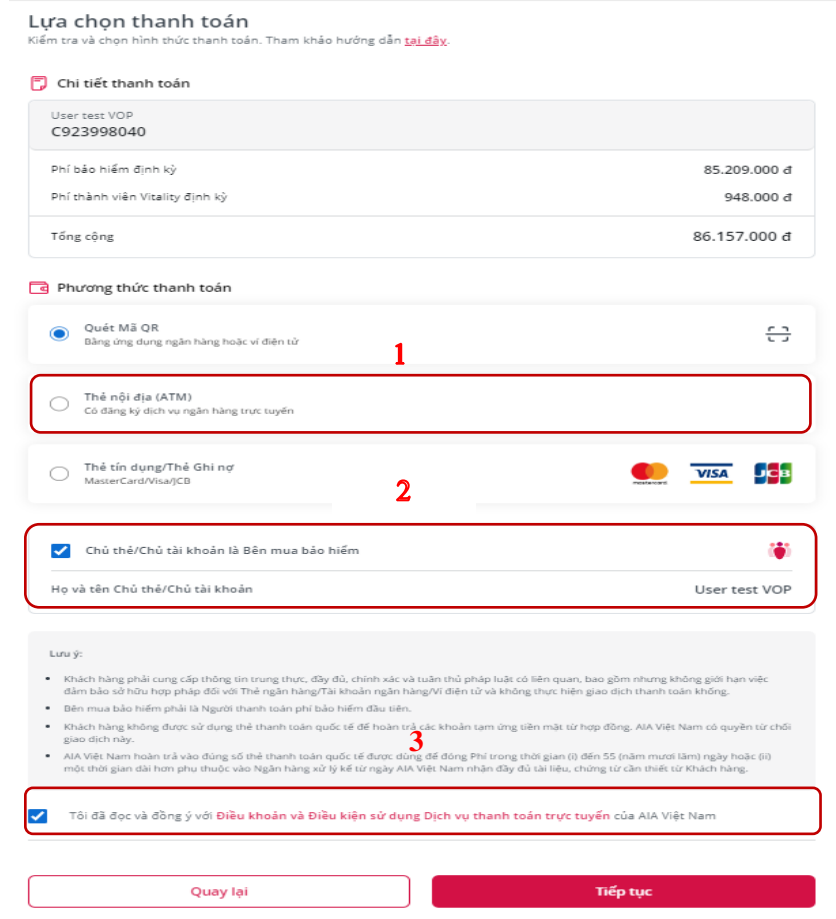 Lựa chọn thanh toán
Kiểm tra và chọn hình thức thanh toán. Tham khảo hướng dẫn tại đây.
Chi tiết thanh toán
User test VOP
C923998040
Phí bảo hiểm định kỳ 85.209.000 đ
Phí thành viên Vitality định kỳ 948.000 đ
Tổng cộng 86.157.000 đ
Phương thức thanh toán
Quét Mã QR
Bằng ứng dụng ngân hàng hoặc ví điện tử
1
Thẻ nội địa (ATM)
Có đăng ký dịch vụ ngân hàng trực tuyến
Thẻ tín dụng/Thẻ Ghi nợ
MasterCard/Visa/JCB
mastercard VISA JCB
2
Chủ thẻ/Chủ tài khoản là Bên mua bảo hiểm
Họ và tên Chủ thẻ/Chủ tài khoản User test VOP
Lưu ý:
Khách hàng phải cung cấp thông tin trung thực, đầy đủ, chính xác và tuân thủ pháp luật có liên quan, bao gồm nhưng không giới hạn việc
đảm bảo sở hữu hợp pháp đối với Thẻ ngân hàng/Tài khoản ngân hàng/Ví điện tử và không thực hiện giao dịch thanh toán khống.
Bên mua bảo hiểm phải là Người thanh toán phí bảo hiểm đầu tiên.
Khách hàng không được sử dụng thẻ thanh toán quốc tế để hoàn trả các khoản tạm ứng tiền mặt từ hợp đồng. AIA Việt Nam có quyền từ chối
giao dịch này.
3
AIA Việt Nam hoàn trả vào đúng số thẻ thanh toán quốc tế được dùng để đóng Phí trong thời gian (i) đến 55 (năm mươi lăm) ngày hoặc (ii)
một thời gian dài hơn phụ thuộc vào Ngân hàng xử lý kể từ ngày AIA Việt Nam nhận đầy đủ tài liệu, chứng từ cần thiết từ Khách hàng.
Tôi đã đọc và đồng ý với Điều khoản và Điều kiện sử dụng Dịch vụ thanh toán trực tuyến của AIA Việt Nam
Quay lại Tiếp tục